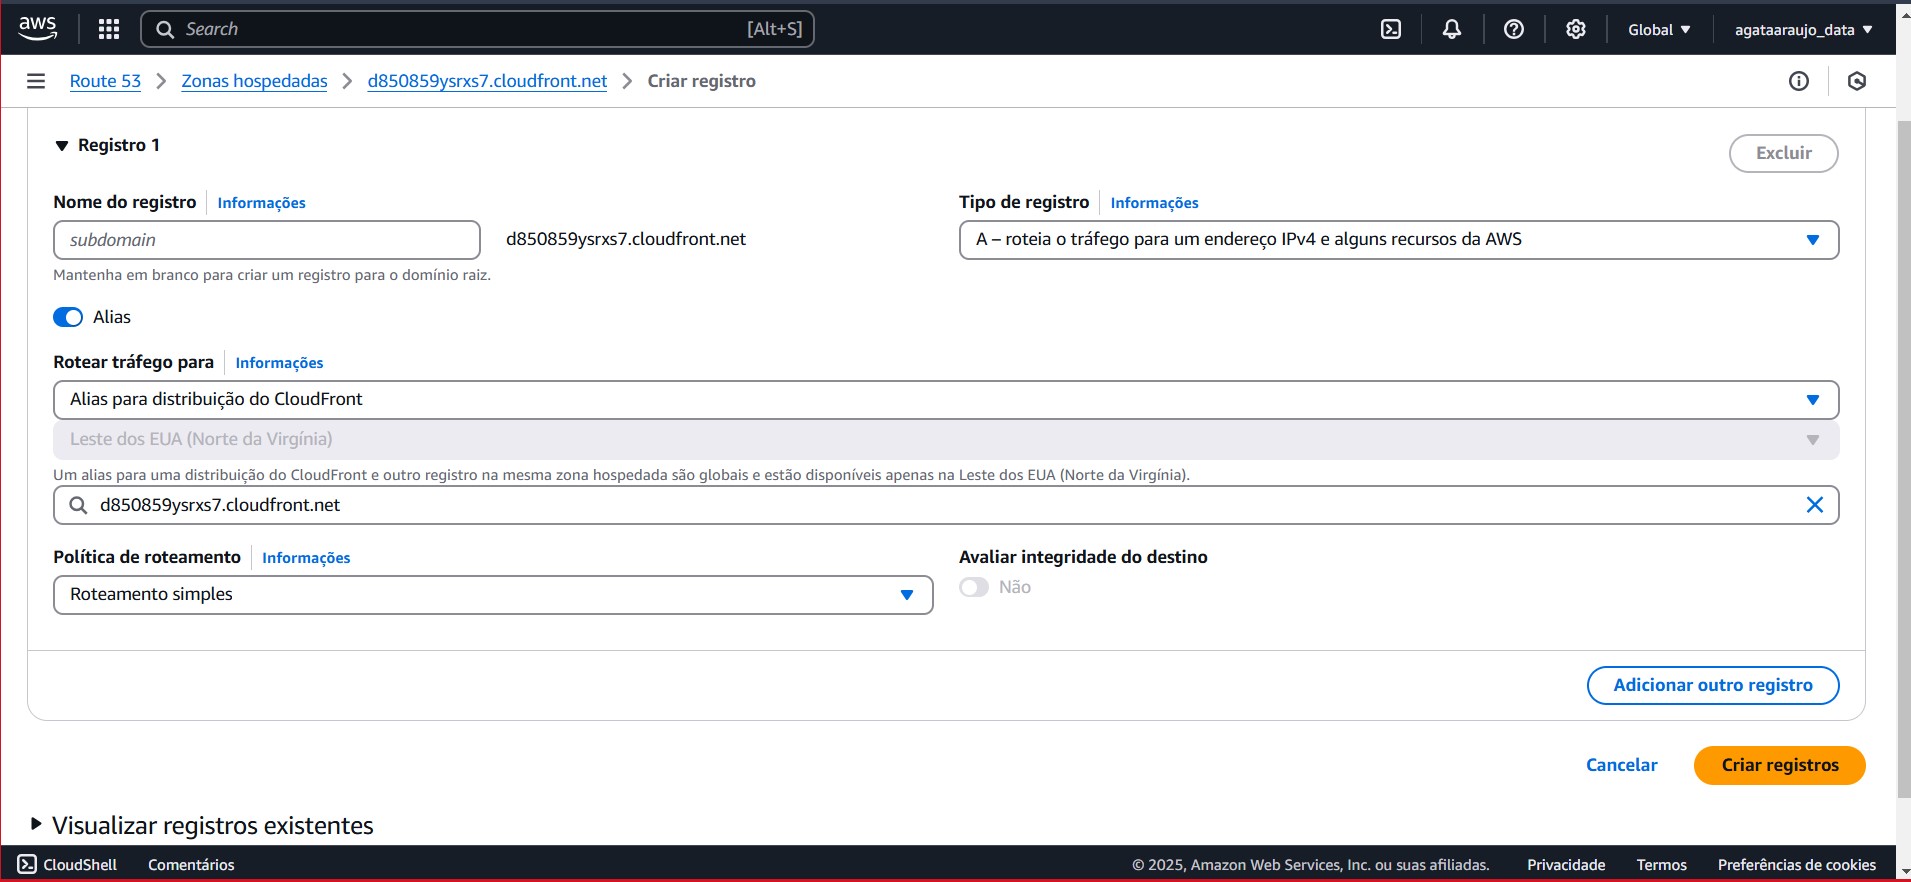 aws
Search [Alt+S] Global agataaraujo_data
Route 53 Zonas hospedadas d850859ysrxs7.cloudfront.net Criar registro
Registro 1
Excluir
Nome do registro Informações
subdomain d850859ysrxs7.cloudfront.net
Mantenha em branco para criar um registro para o domínio raiz.
Tipo de registro Informações
A – roteia o tráfego para um endereço IPv4 e alguns recursos da AWS
Alias
Rotear tráfego para Informações
Alias para distribuição do CloudFront
Leste dos EUA (Norte da Virgínia)
Um alias para uma distribuição do CloudFront e outro registro na mesma zona hospedada são globais e estão disponíveis apenas na Leste dos EUA (Norte da Virgínia).
d850859ysrxs7.cloudfront.net
Política de roteamento Informações
Roteamento simples
Avaliar integridade do destino
Não
Adicionar outro registro
Cancelar Criar registros
Visualizar registros existentes
CloudShell Comentários © 2025, Amazon Web Services, Inc. ou suas afiliadas. Privacidade Termos Preferências de cookies